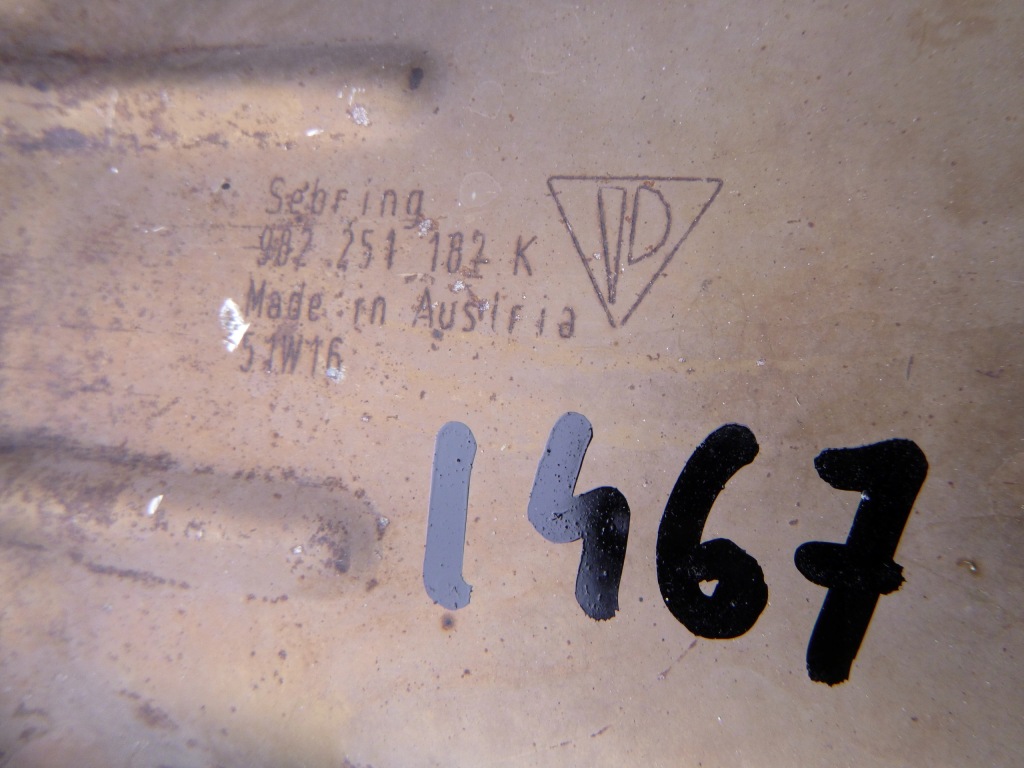 Sebring
982 251 182 K
Made in Austria
51W16
1467